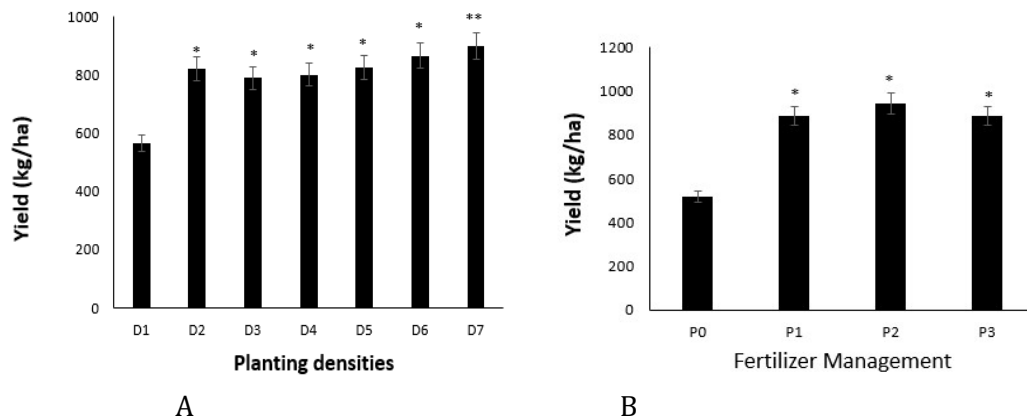 Yield (kg/ha)
1000
800
600
400
200
0
*
*
*
*
*
**
D1 D2 D3 D4 D5 D6 D7
Planting densities
A
Yield (kg/ha)
1200
1000
800
600
400
200
0
*
*
*
P0 P1 P2 P3
Fertilizer Management
B